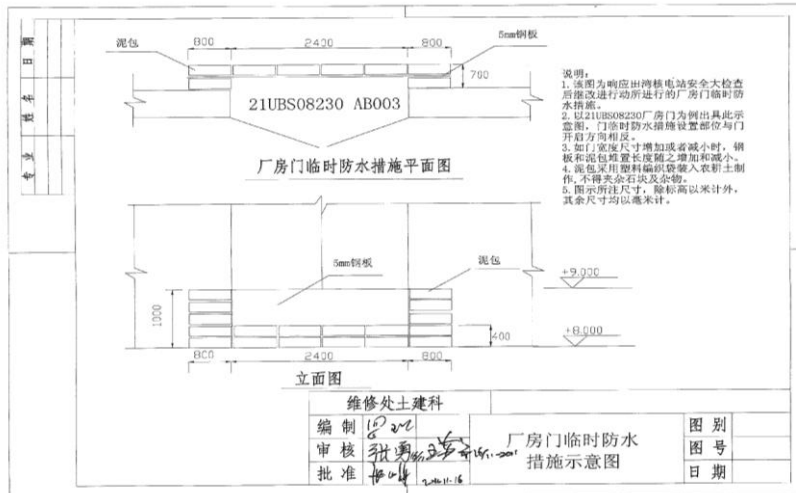 日期
姓名
专业
泥包
800
2400
800
5mm钢板
700
21UBS08230 AB003
厂房门临时防水措施平面图
说明:
1. 该图为响应田湾核电站安全大检查
后继改进行动所进行的厂房门临时防
水措施。
2. 以21UBS08230厂房门为例出具此示
意图, 门临时防水措施设置部位与门
开启方向相反。
3. 如门宽度尺寸增加或者减小时, 钢
板和泥包堆置长度随之增加和减小。
4. 泥包采用塑料编织袋装入农耕土制
作, 不得夹杂石块及杂物。
5. 图示所注尺寸, 除标高以米计外,
其余尺寸均以毫米计。
5mm钢板
泥包
+9.000
1000
400
+8.000
800
2400
800
立面图
维修处土建科
编制
审核 张勇
批准
厂房门临时防水
措施示意图
图别
图号
日期